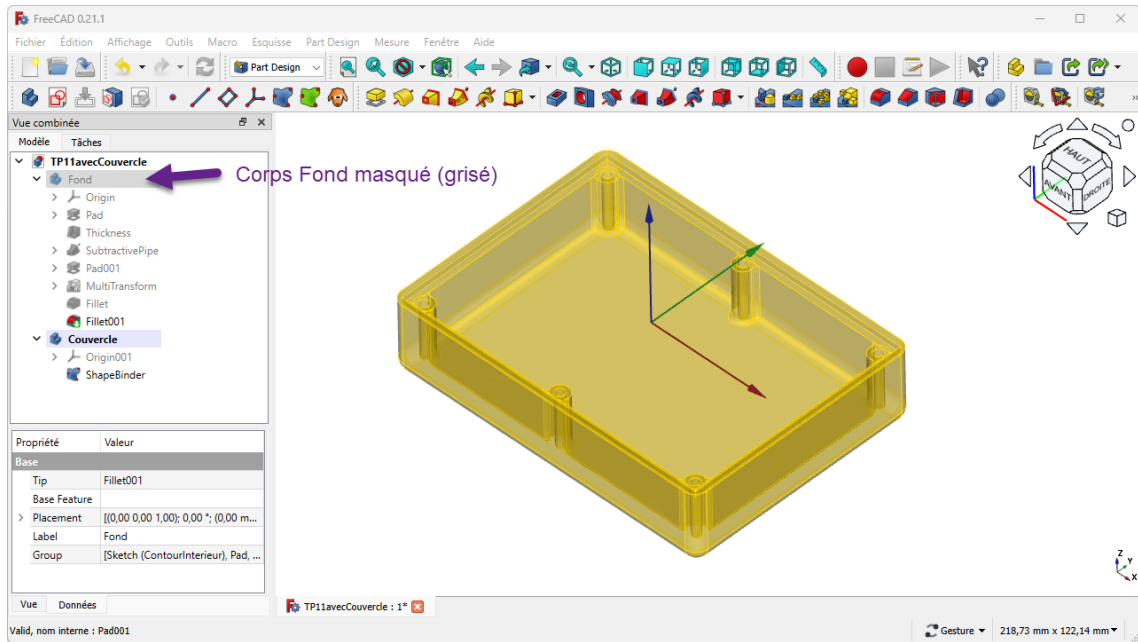 FreeCAD 0.21.1
Fichier Édition Affichage Outils Macro Esquisse Part Design Mesure Fenêtre Aide
Part Design
Vue combinée
Modèle Tâches
TP11avecCouvercle
Fond
Corps Fond masqué (grisé)
Origin
Pad
Thickness
SubtractivePipe
Pad001
MultiTransform
Fillet
Fillet001
Couvercle
Origin001
ShapeBinder
HAUT
AVANT
DROITE
Propriété Valeur
Base
Tip Fillet001
Base Feature
Placement [(0,00 0,00 1,00); 0,00 °; (0,00 m...
Label Fond
Group [Sketch (ContourInterieur), Pad, ...
Z
Y
X
Vue Données
TP11avecCouvercle : 1*
Valid, nom interne : Pad001
Gesture
218,73 mm x 122,14 mm